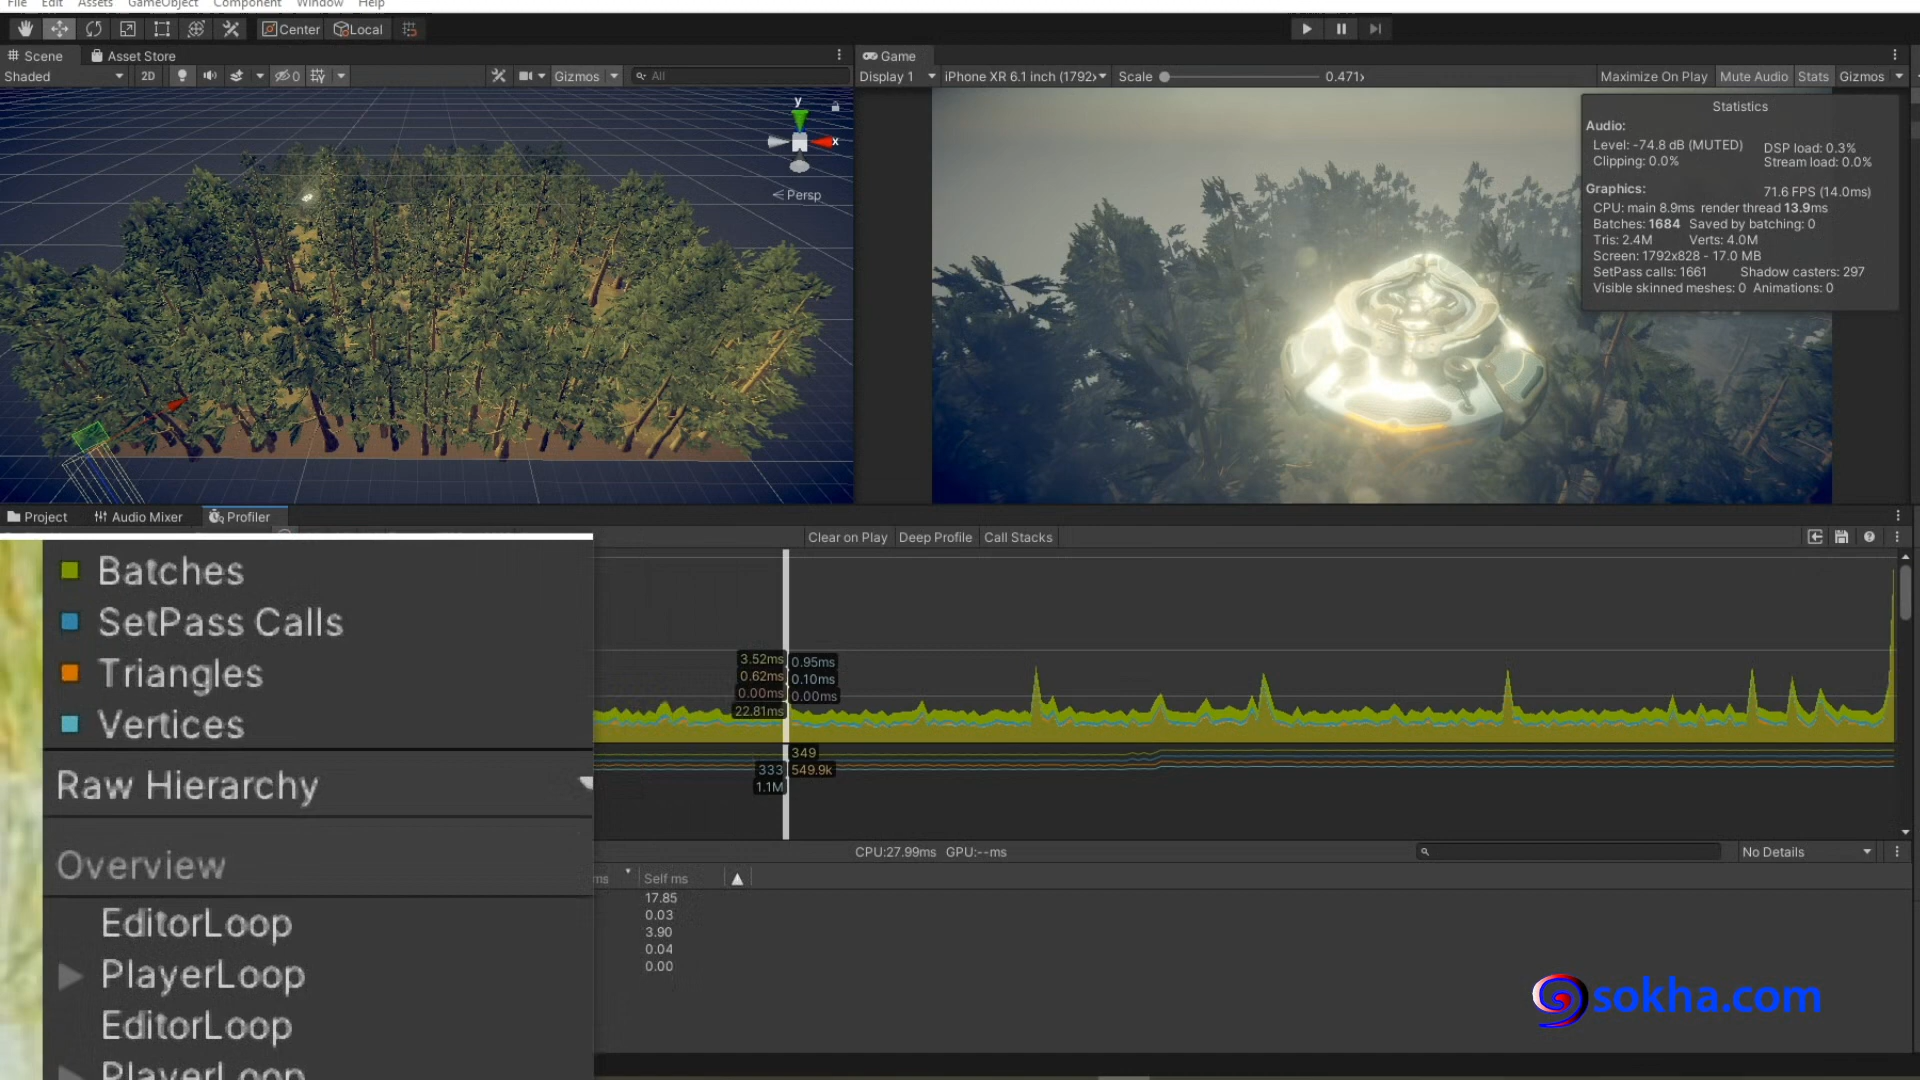 File Edit Assets GameObject Component Window Help
Center Local
Scene Asset Store
Shaded 2D 0 Gizmos All
y
x
Persp
Game
Display 1 iPhone XR 6.1 inch (1792x Scale 0.471x
Maximize On Play Mute Audio Stats Gizmos
Statistics
Audio:
Level: -74.8 dB (MUTED) DSP load: 0.3%
Clipping: 0.0% Stream load: 0.0%
Graphics: 71.6 FPS (14.0ms)
CPU: main 8.9ms render thread 13.9ms
Batches: 1684 Saved by batching: 0
Tris: 2.4M Verts: 4.0M
Screen: 1792x828 - 17.0 MB
SetPass calls: 1661 Shadow casters: 297
Visible skinned meshes: 0 Animations: 0
Project Audio Mixer Profiler
Clear on Play Deep Profile Call Stacks
Batches
SetPass Calls
Triangles
Vertices
Raw Hierarchy
Overview
EditorLoop
PlayerLoop
EditorLoop
PlayerLoop
3.52ms 0.95ms
0.62ms 0.10ms
0.00ms 0.00ms
22.81ms
349
333 549.9k
1.1M
CPU:27.99ms GPU:--ms
No Details
ms Self ms
17.85
0.03
3.90
0.04
0.00
sokha.com